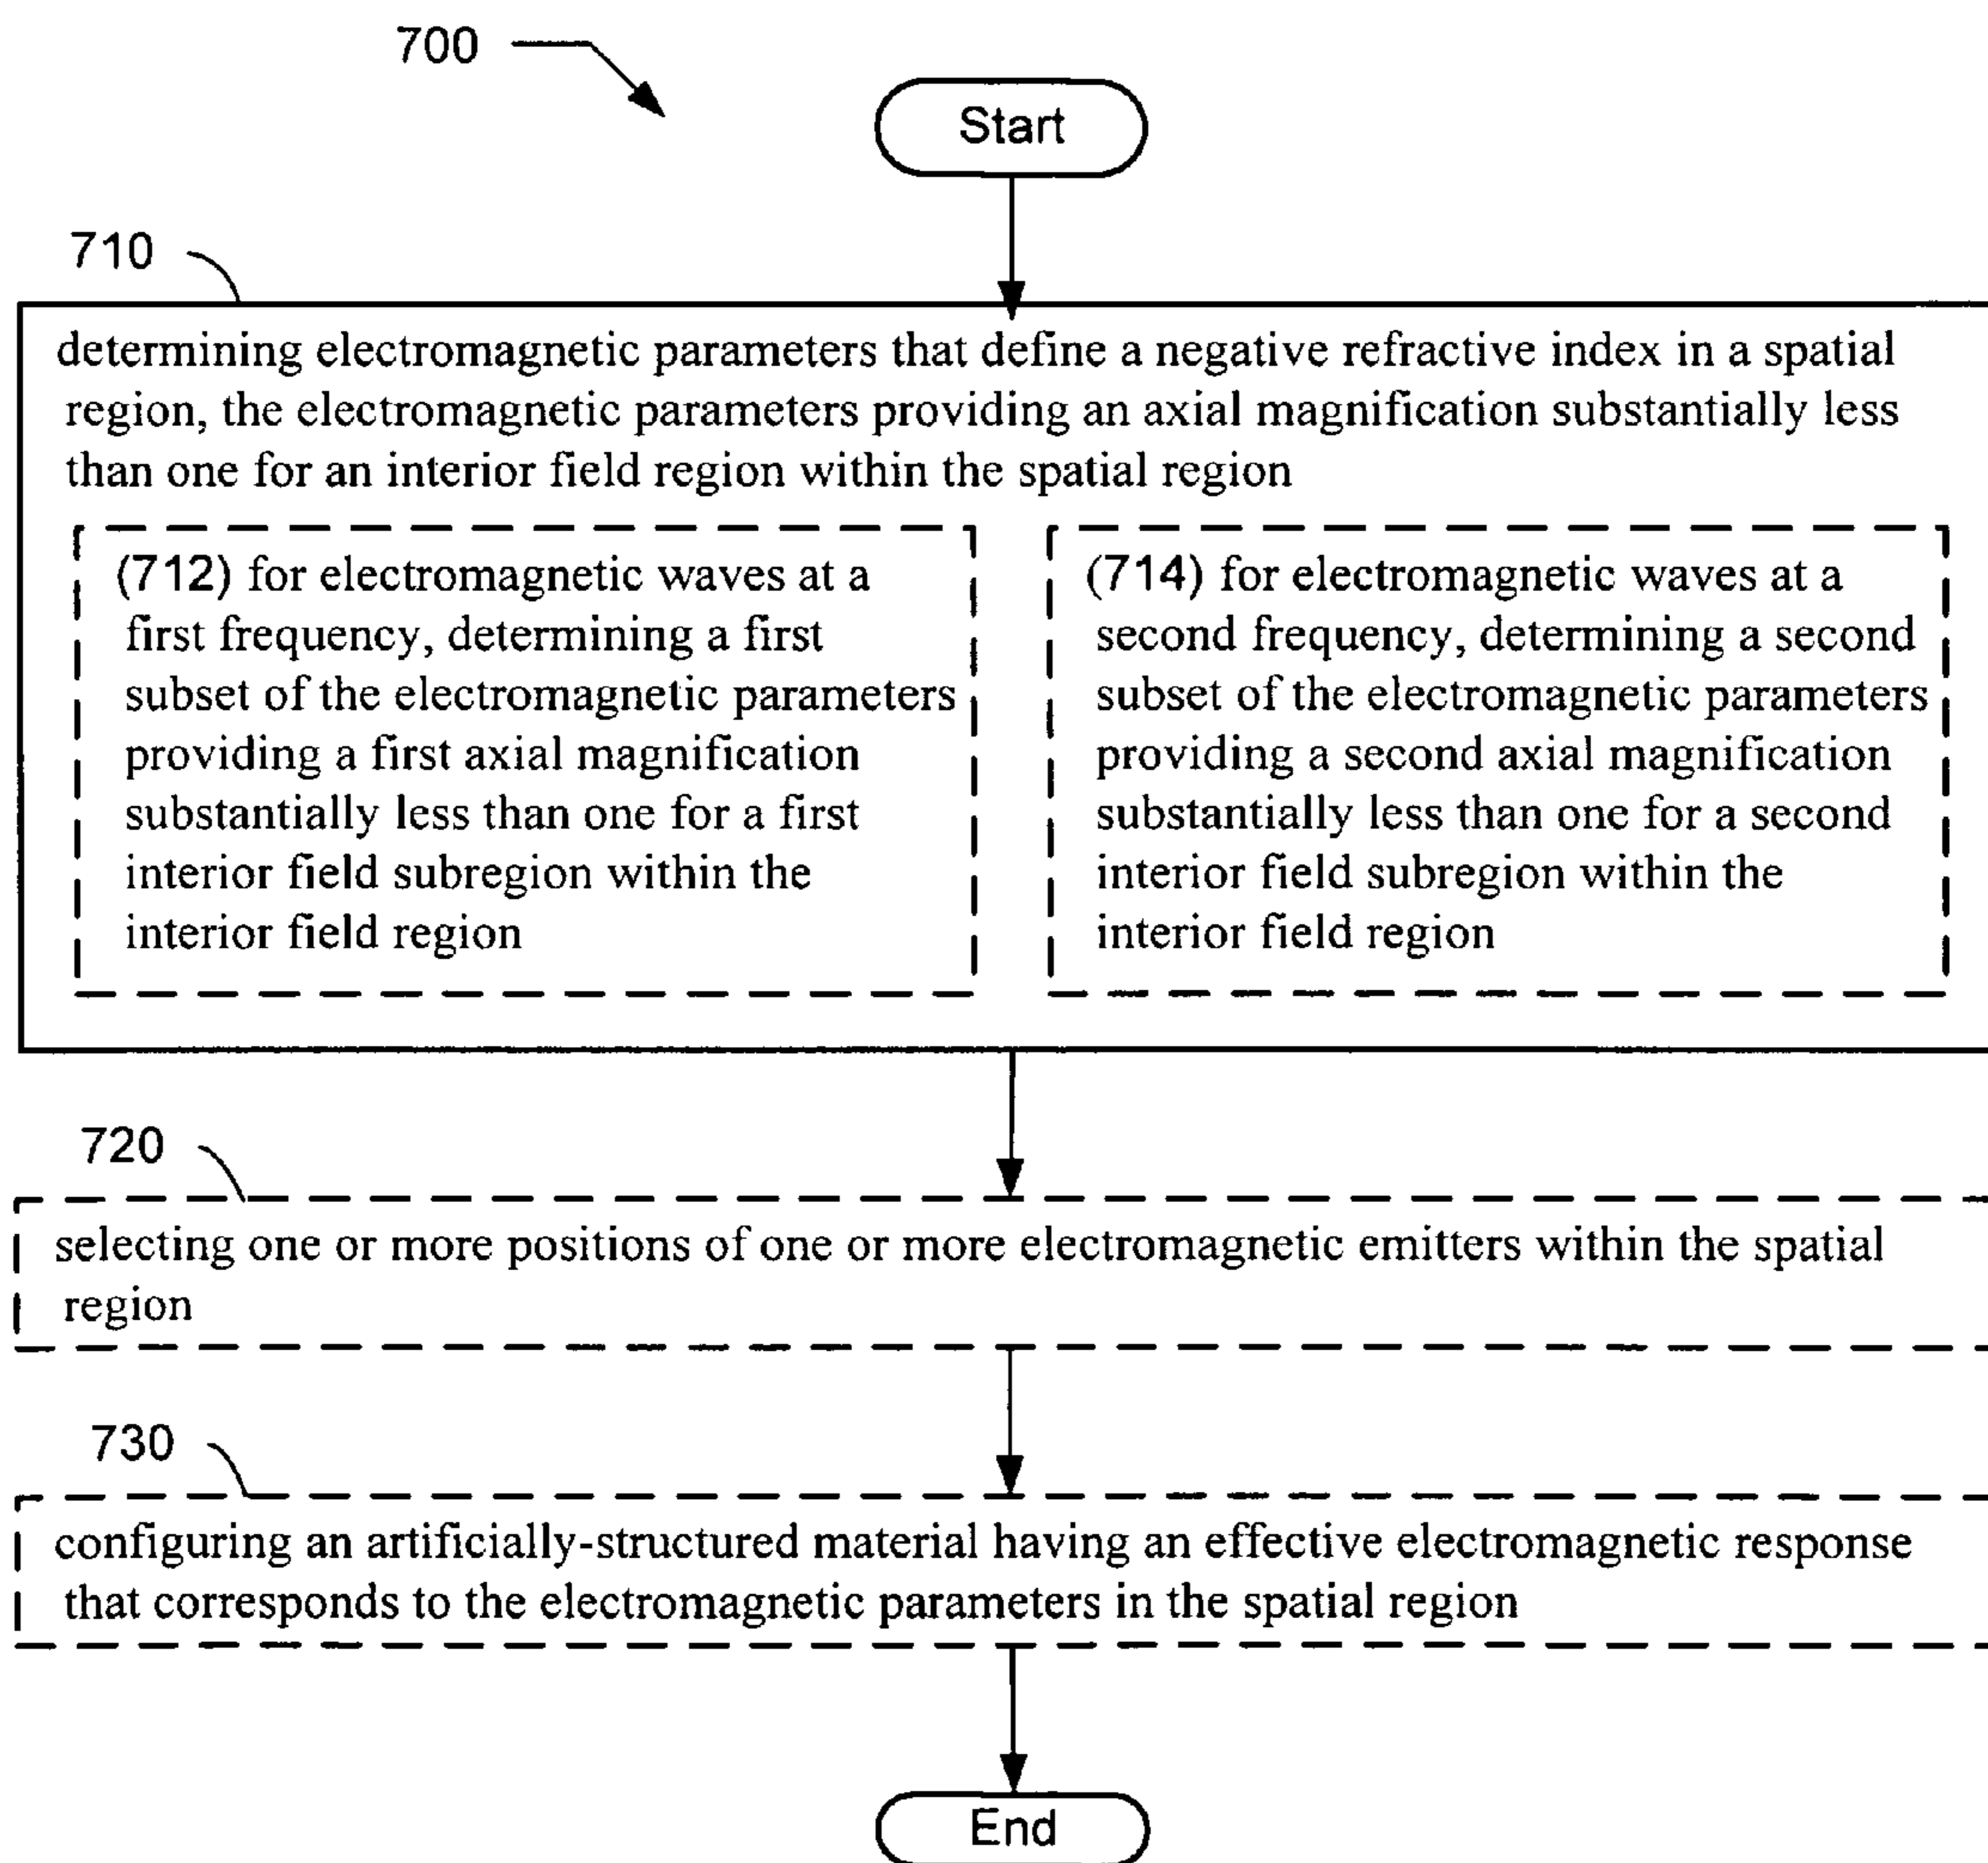 700
Start
710
determining electromagnetic parameters that define a negative refractive index in a spatial
region, the electromagnetic parameters providing an axial magnification substantially less
than one for an interior field region within the spatial region
(712) for electromagnetic waves at a
first frequency, determining a first
subset of the electromagnetic parameters
providing a first axial magnification
substantially less than one for a first
interior field subregion within the
interior field region
(714) for electromagnetic waves at a
second frequency, determining a second
subset of the electromagnetic parameters
providing a second axial magnification
substantially less than one for a second
interior field subregion within the
interior field region
720
selecting one or more positions of one or more electromagnetic emitters within the spatial
region
730
configuring an artificially-structured material having an effective electromagnetic response
that corresponds to the electromagnetic parameters in the spatial region
End